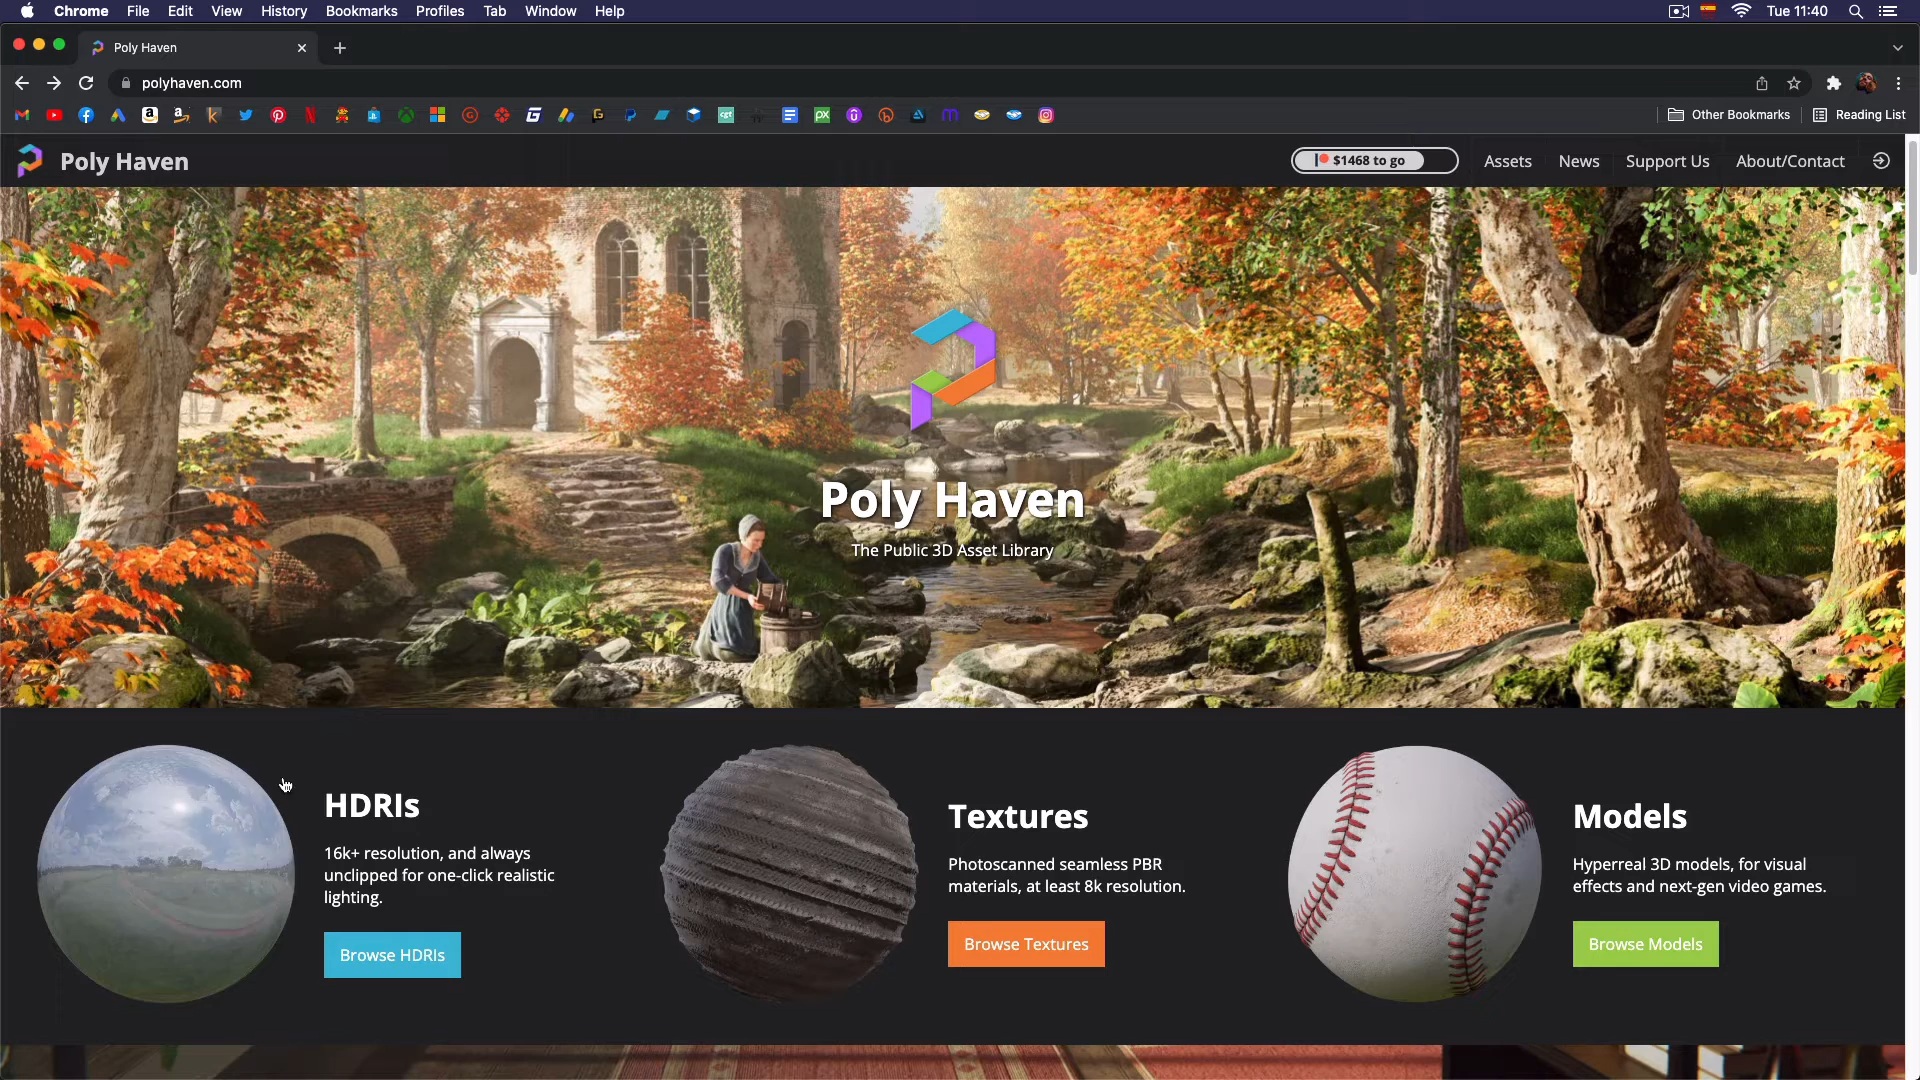 Chrome File Edit View History Bookmarks Profiles Tab Window Help
Tue 11:40
Poly Haven
polyhaven.com
Other Bookmarks
Reading List
Poly Haven
$1468 to go
Assets
News
Support Us
About/Contact
Poly Haven
The Public 3D Asset Library
HDRIs
16k+ resolution, and always
unclipped for one-click realistic
lighting.
Browse HDRIs
Textures
Photoscanned seamless PBR
materials, at least 8k resolution.
Browse Textures
Models
Hyperreal 3D models, for visual
effects and next-gen video games.
Browse Models